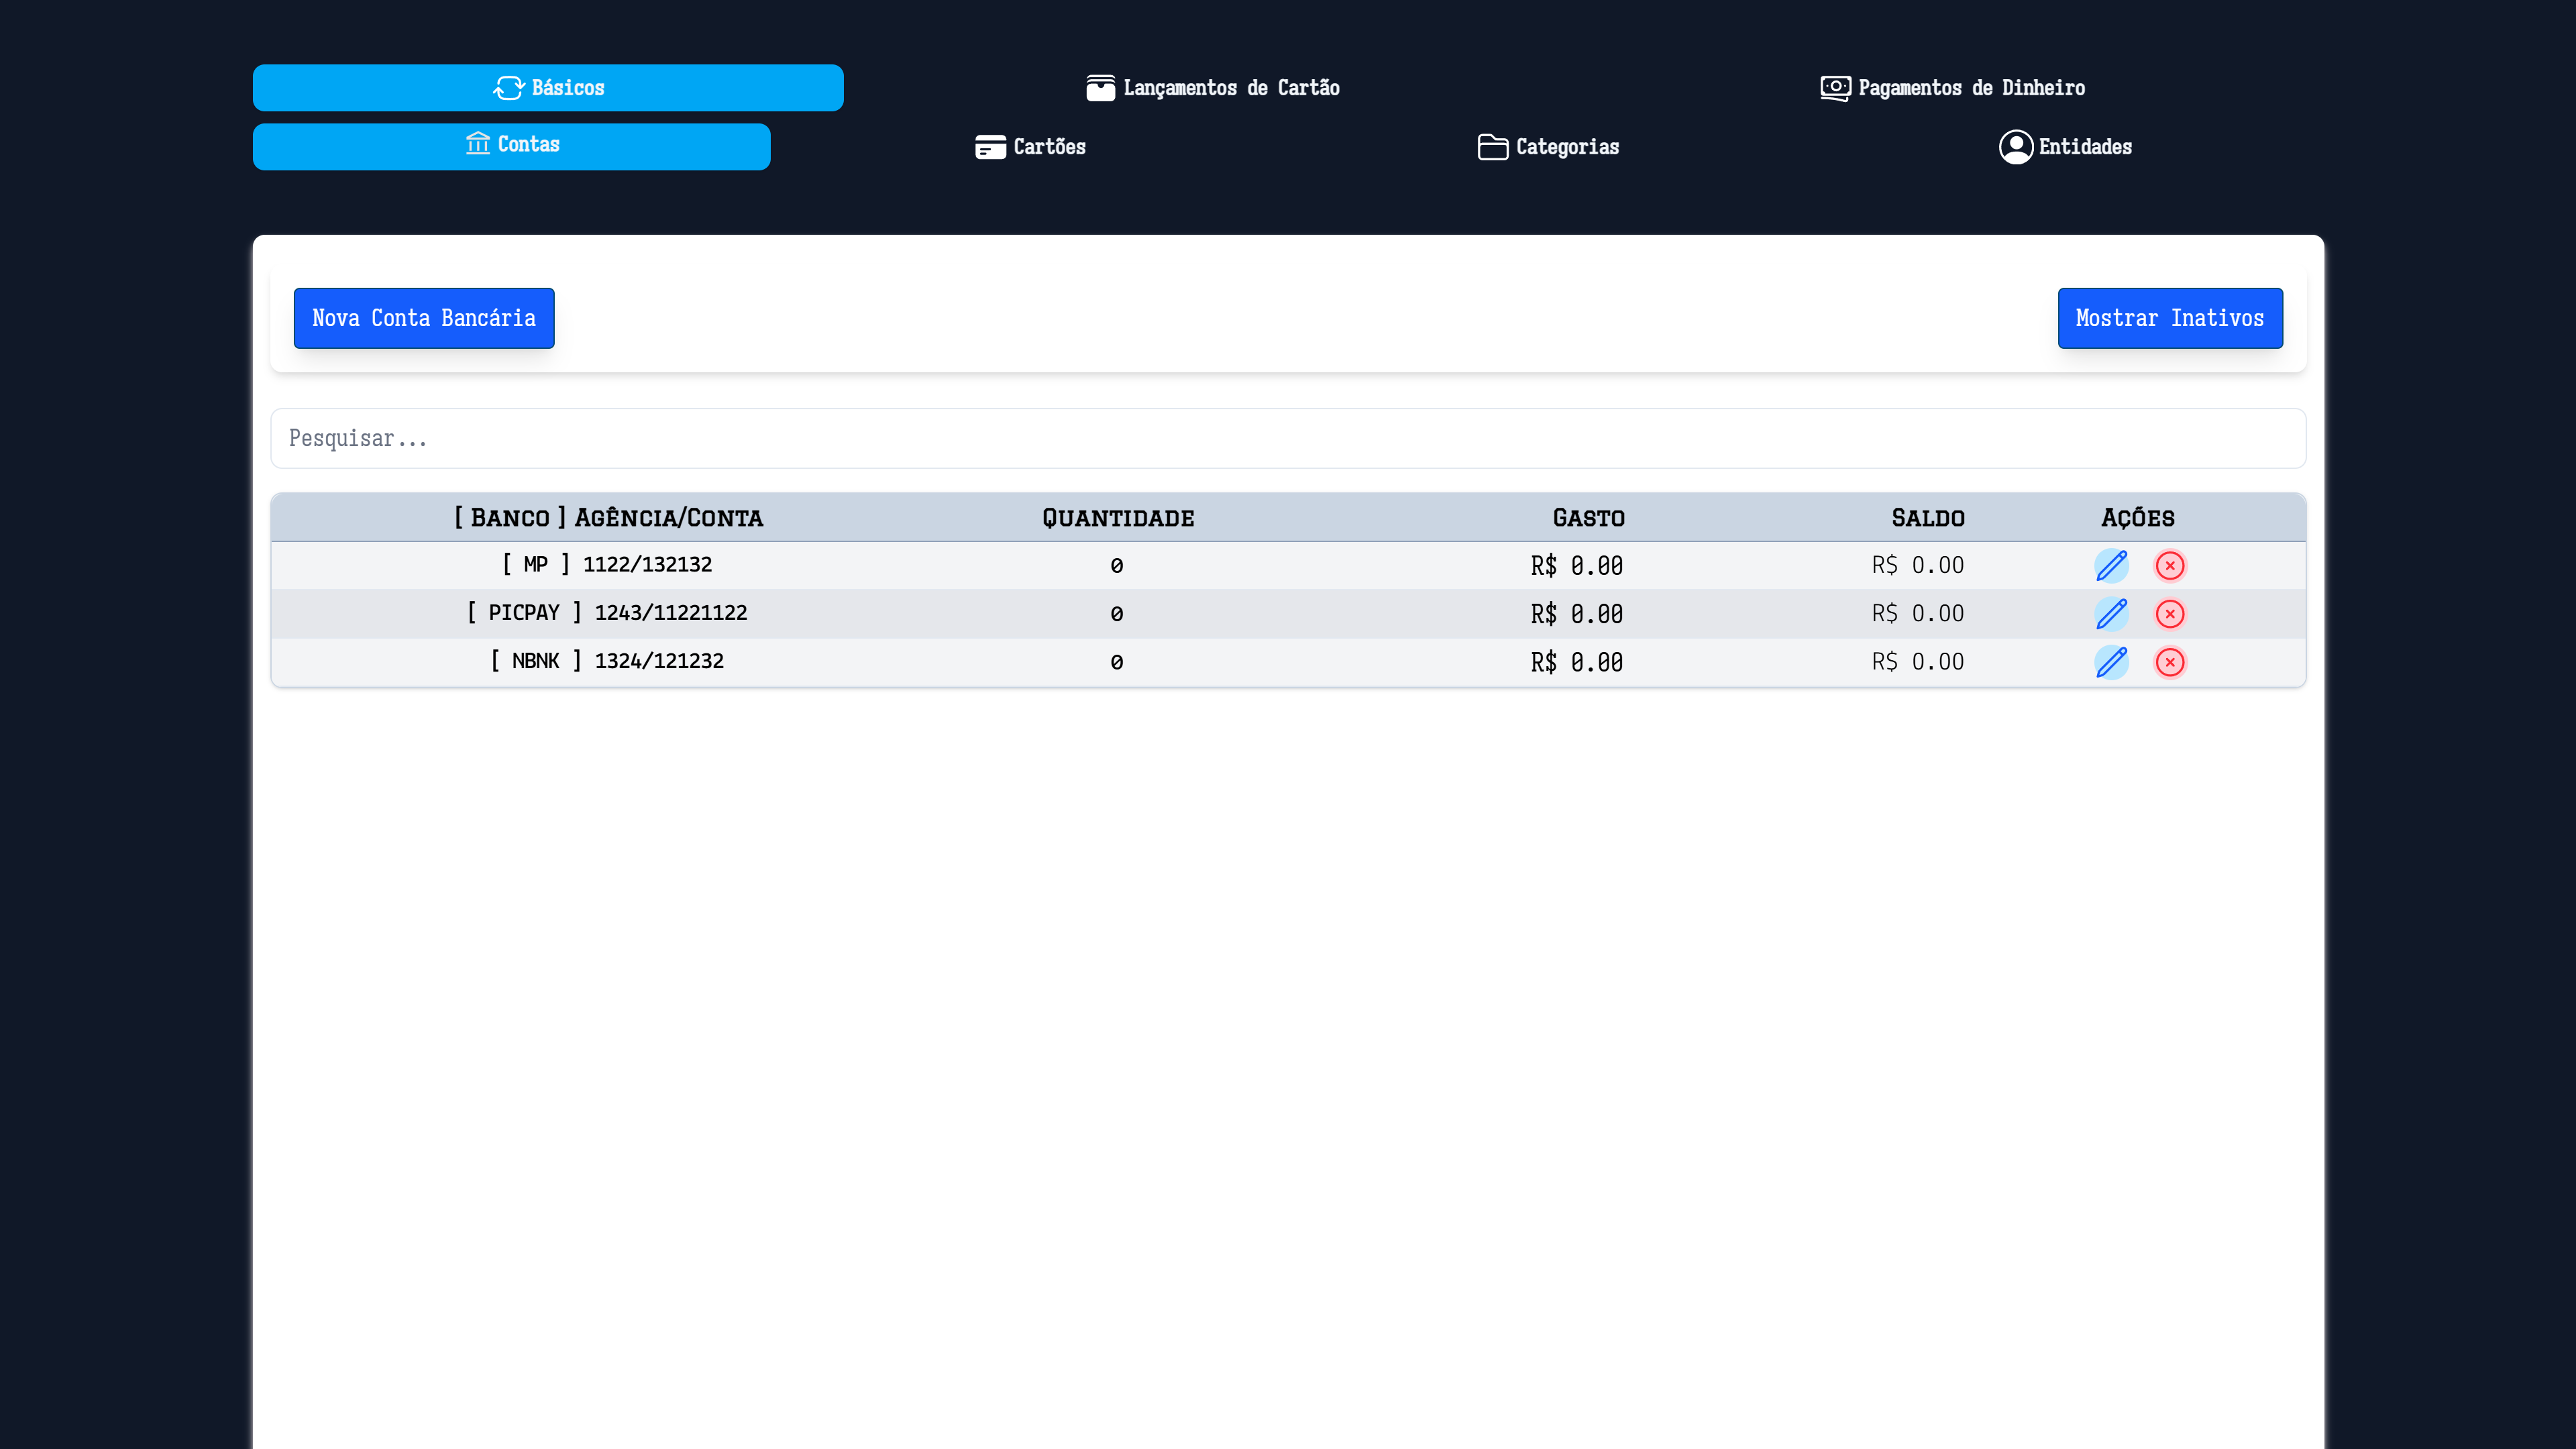 Básicos Lançamentos de Cartão Pagamentos de Dinheiro
Contas Cartões Categorias Entidades
Nova Conta Bancária Mostrar Inativos
Pesquisar...
[ Banco ] Agência/Conta Quantidade Gasto Saldo Ações
[ MP ] 1122/132132 0 R$ 0.00 R$ 0.00
[ PICPAY ] 1243/11221122 0 R$ 0.00 R$ 0.00
[ NBNK ] 1324/121232 0 R$ 0.00 R$ 0.00